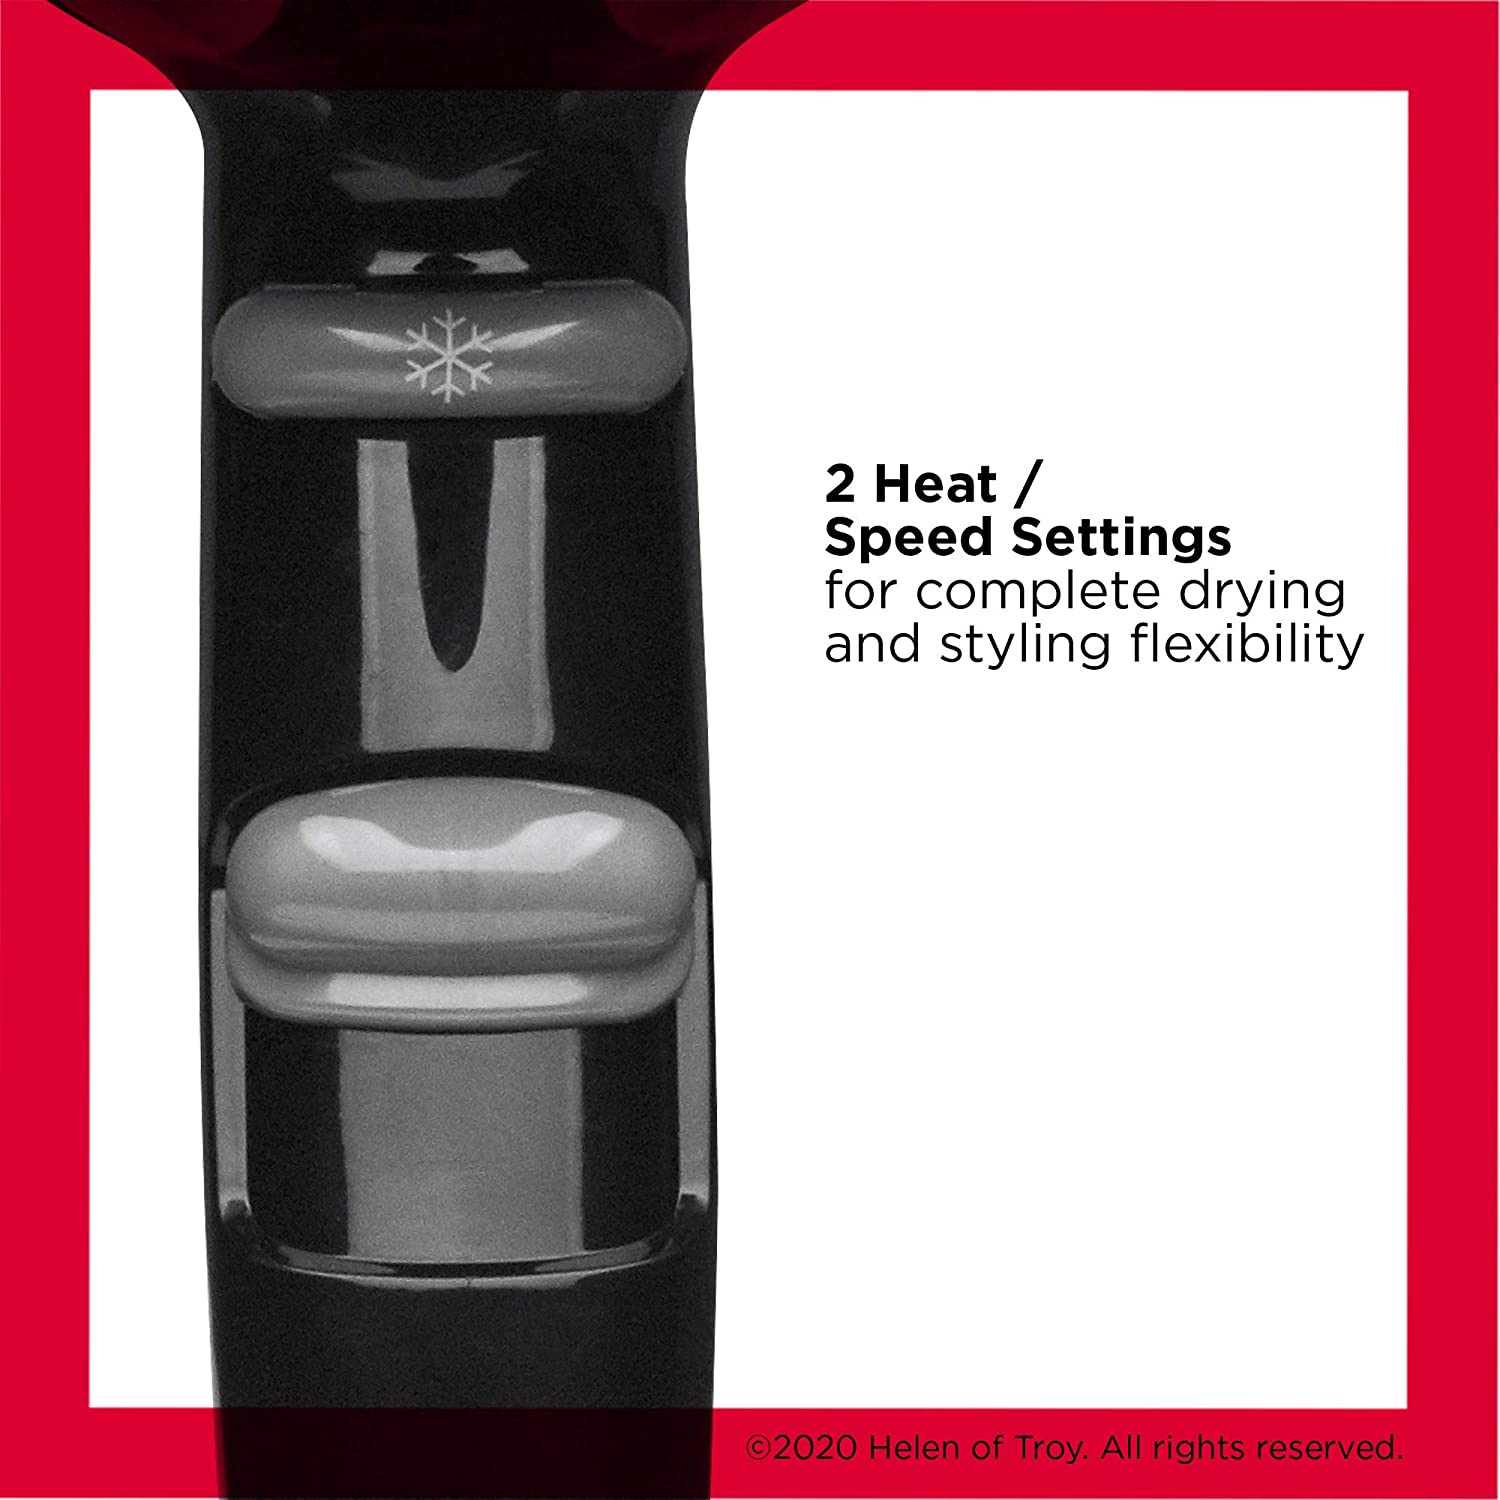 2 Heat /
Speed Settings
for complete drying
and styling flexibility
©2020 Helen of Troy. All rights reserved.